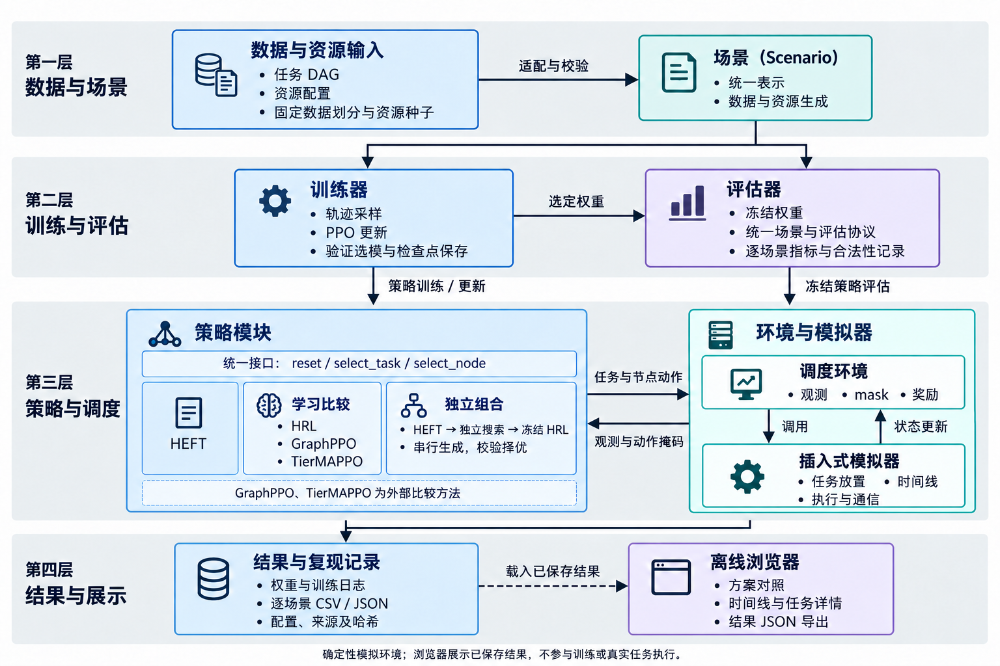 第一层
数据与场景
数据与资源输入
• 任务 DAG
• 资源配置
• 固定数据划分与资源种子
适配与校验
场景（Scenario）
• 统一表示
• 数据与资源生成
第二层
训练与评估
训练器
• 轨迹采样
• PPO 更新
• 验证选模与检查点保存
选定权重
评估器
• 冻结权重
• 统一场景与评估协议
• 逐场景指标与合法性记录
策略训练 / 更新
冻结策略评估
第三层
策略与调度
策略模块
统一接口： reset / select_task / select_node
HEFT
学习比较
• HRL
• GraphPPO
• TierMAPPO
独立组合
• HEFT → 独立搜索 → 冻结 HRL
• 串行生成，校验择优
GraphPPO、TierMAPPO 为外部比较方法
任务与节点动作
观测与动作掩码
环境与模拟器
调度环境
• 观测 • mask • 奖励
调用
状态更新
插入式模拟器
• 任务放置 • 时间线
• 执行与通信
第四层
结果与展示
结果与复现记录
• 权重与训练日志
• 逐场景 CSV / JSON
• 配置、来源及哈希
载入已保存结果
离线浏览器
• 方案对照
• 时间线与任务详情
• 结果 JSON 导出
确定性模拟环境；浏览器展示已保存结果，不参与训练或真实任务执行。